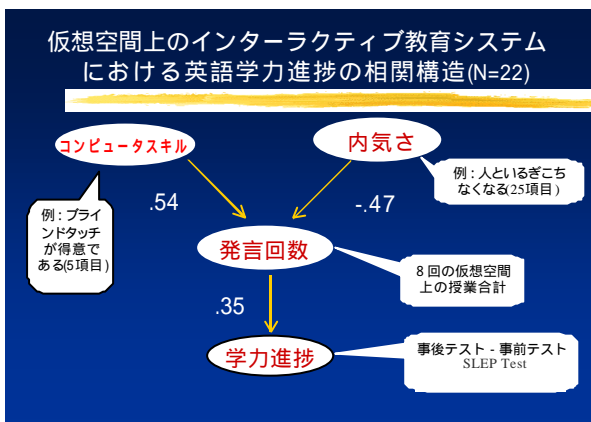 仮想空間上のインターラクティブ教育システム
における英語学力進捗の相関構造(N=22)
コンピュータスキル
内気さ
例：人といるぎこち
なくなる(25項目)
.54
-.47
例：ブライ
ンドタッチ
が得意で
ある(5項目)
発言回数
8回の仮想空間
上の授業合計
.35
学力進捗
事後テスト - 事前テスト
SLEP Test